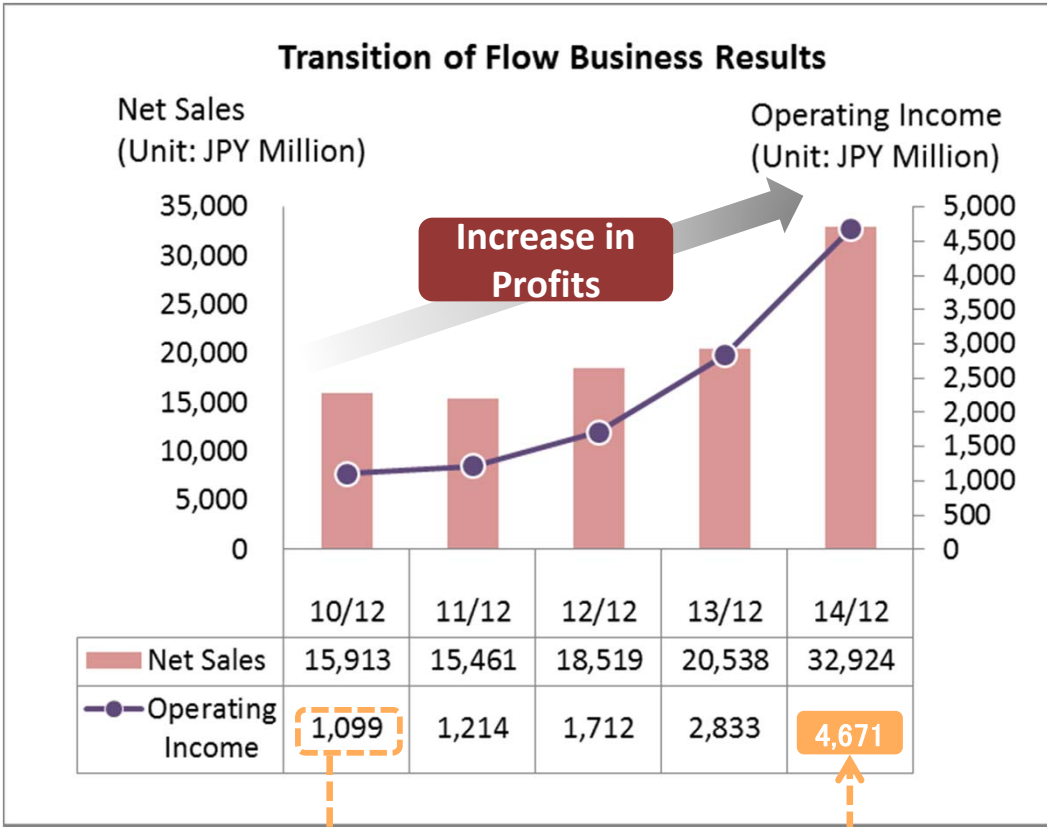 Transition of Flow Business Results
Net Sales
(Unit: JPY Million)
Operating Income
(Unit: JPY Million)
35,000
30,000
25,000
20,000
15,000
10,000
5,000
0
Increase in
Profits
5,000
4,500
4,000
3,500
3,000
2,500
2,000
1,500
1,000
500
0
10/12 11/12 12/12 13/12 14/12
Net Sales 15,913 15,461 18,519 20,538 32,924
Operating
Income 1,099 1,214 1,712 2,833 4,671